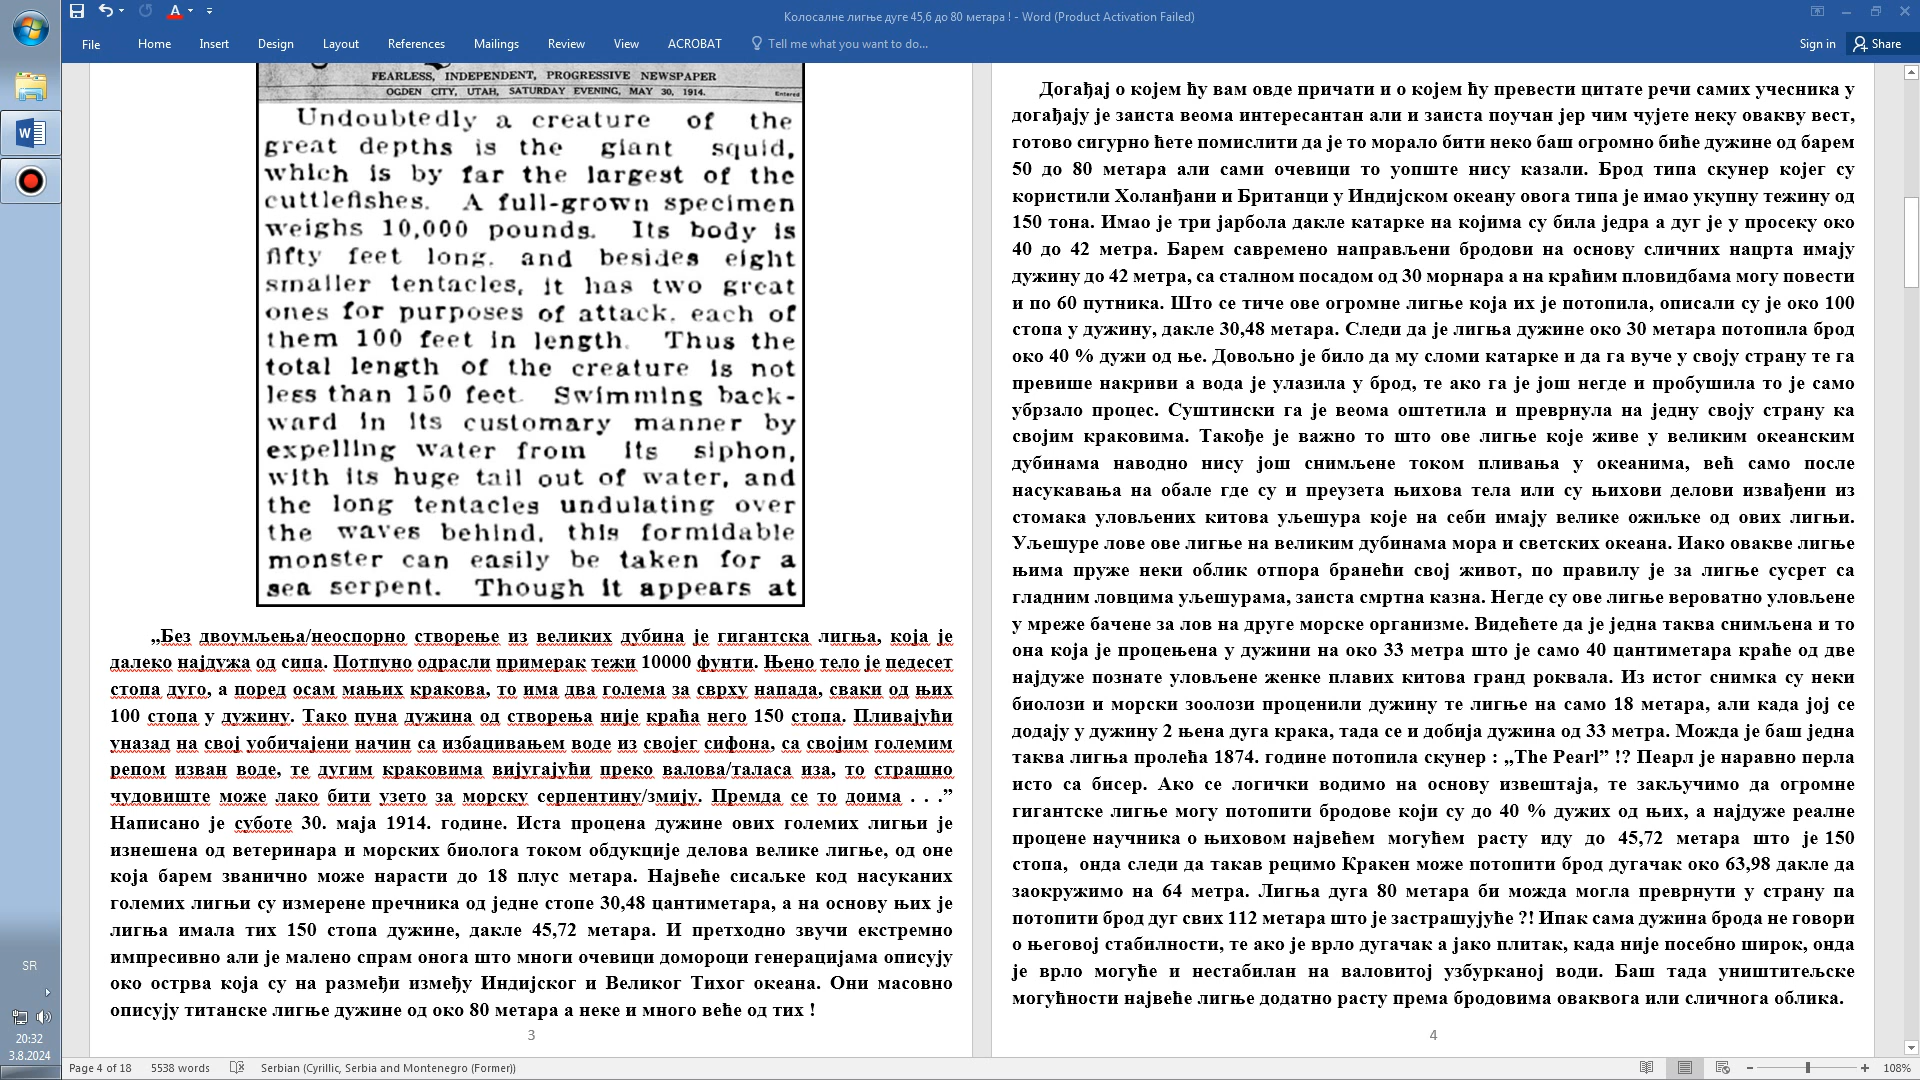 Колосалне лигње дуге 45,6 до 80 метара ! - Word (Product Activation Failed)
File Home Insert Design Layout References Mailings Review View ACROBAT Tell me what you want to do... Sign in Share
FEARLESS, INDEPENDENT, PROGRESSIVE NEWSPAPER
OGDEN CITY, UTAH, SATURDAY EVENING, MAY 30, 1914. Entered
Undoubtedly a creature of the
great depths is the giant squid,
which is by far the largest of the
cuttlefishes. A full-grown specimen
weighs 10,000 pounds. Its body is
fifty feet long, and besides eight
smaller tentacles, it has two great
ones for purposes of attack, each of
them 100 feet in length. Thus the
total length of the creature is not
less than 150 feet. Swimming back-
ward in its customary manner by
expelling water from its siphon,
with its huge tail out of water, and
the long tentacles undulating over
the waves behind, this formidable
monster can easily be taken for a
sea serpent. Though it appears at
„Без двоумљења/неоспорно створење из великих дубина је гигантска лигња, која је
далеко најдужа од сипа. Потпуно одрасли примерак тежи 10000 фунти. Њено тело је педесет
стопа дуго, а поред осам мањих кракова, то има два голема за сврху напада, сваки од њих
100 стопа у дужину. Тако пуна дужина од створења није краћа него 150 стопа. Пливајући
уназад на свој уобичајени начин са избацивањем воде из својег сифона, са својим големим
репом изван воде, те дугим краковима вијугајући преко валова/таласа иза, то страшно
чудовиште може лако бити узето за морску серпентину/змију. Премда се то доима . . .”
Написано је суботе 30. маја 1914. године. Иста процена дужине ових големих лигњи је
изнешена од ветеринара и морских биолога током обдукције делова велике лигње, од оне
која барем званично може нарасти до 18 плус метара. Највеће сисаљке код насуканих
големих лигњи су измерене пречника од једне стопе 30,48 цантиметара, а на основу њих је
лигња имала тих 150 стопа дужине, дакле 45,72 метара. И претходно звучи екстремно
импресивно али је малено спрам онога што многи очевици домороци генерацијама описују
око острва која су на размеђи између Индијског и Великог Тихог океана. Они масовно
описују титанске лигње дужине од око 80 метара а неке и много веће од тих !
3
Догађај о којем ћу вам овде причати и о којем ћу превести цитате речи самих учесника у
догађају је заиста веома интересантан али и заиста поучан јер чим чујете неку овакву вест,
готово сигурно ћете помислити да је то морало бити неко баш огромно биће дужине од барем
50 до 80 метара али сами очевици то уопште нису казали. Брод типа скунер којег су
користили Холанђани и Британци у Индијском океану овога типа је имао укупну тежину од
150 тона. Имао је три јарбола дакле катарке на којима су била једра а дуг је у просеку око
40 до 42 метра. Барем савремено направљени бродови на основу сличних нацрта имају
дужину до 42 метра, са сталном посадом од 30 морнара а на краћим пловидбама могу повести
и по 60 путника. Што се тиче ове огромне лигње која их је потопила, описали су је око 100
стопа у дужину, дакле 30,48 метара. Следи да је лигња дужине око 30 метара потопила брод
око 40 % дужи од ње. Довољно је било да му сломи катарке и да га вуче у своју страну те га
превише накриви а вода је улазила у брод, те ако га је још негде и пробушила то је само
убрзало процес. Суштински га је веома оштетила и преврнула на једну своју страну ка
својим краковима. Такође је важно то што ове лигње које живе у великим океанским
дубинама наводно нису још снимљене током пливања у океанима, већ само после
насукавања на обале где су и преузета њихова тела или су њихови делови извађени из
стомака уловљених китова уљешура које на себи имају велике ожиљке од ових лигњи.
Уљешуре лове ове лигње на великим дубинама мора и светских океана. Иако овакве лигње
њима пруже неки облик отпора бранећи свој живот, по правилу је за лигње сусрет са
гладним ловцима уљешурама, заиста смртна казна. Негде су ове лигње вероватно уловљене
у мреже бачене за лов на друге морске организме. Видећете да је једна таква снимљена и то
она која је процењена у дужини на око 33 метра што је само 40 цантиметара краће од две
најдуже познате уловљене женке плавих китова гранд роквала. Из истог снимка су неки
биолози и морски зоолози проценили дужину те лигње на само 18 метара, али када јој се
додају у дужину 2 њена дуга крака, тада се и добија дужина од 33 метра. Можда је баш једна
таква лигња пролећа 1874. године потопила скунер : „The Pearl” !? Пеарл је наравно перла
исто са бисер. Ако се логички водимо на основу извештаја, те закључимо да огромне
гигантске лигње могу потопити бродове који су до 40 % дужих од њих, а најдуже реалне
процене научника о њиховом највећем могућем расту иду до 45,72 метара што је 150
стопа, онда следи да такав рецимо Кракен може потопити брод дугачак око 63,98 дакле да
заокружимо на 64 метра. Лигња дуга 80 метара би можда могла преврнути у страну па
потопити брод дуг свих 112 метара што је застрашујуће ?! Ипак сама дужина брода не говори
о његовој стабилности, те ако је врло дугачак а јако плитак, када није посебно широк, онда
је врло могуће и нестабилан на валовитој узбурканој води. Баш тада уништитељске
могућности највеће лигње додатно расту према бродовима оваквога или сличнога облика.
4
SR
20:32
3.8.2024
Page 4 of 18 5538 words Serbian (Cyrillic, Serbia and Montenegro (Former)) 108%